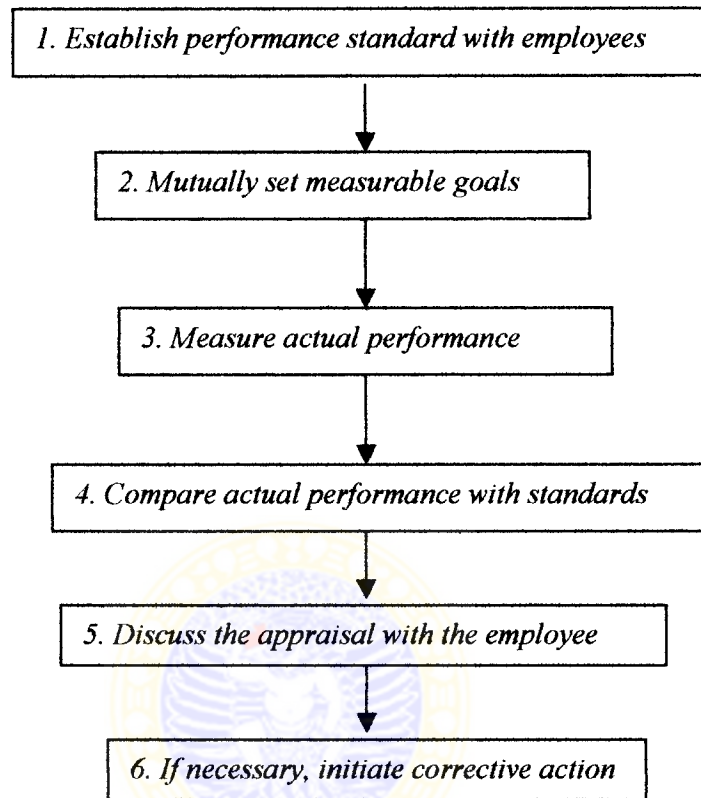 1. Establish performance standard with employees
2. Mutually set measurable goals
3. Measure actual performance
4. Compare actual performance with standards
5. Discuss the appraisal with the employee
6. If necessary, initiate corrective action